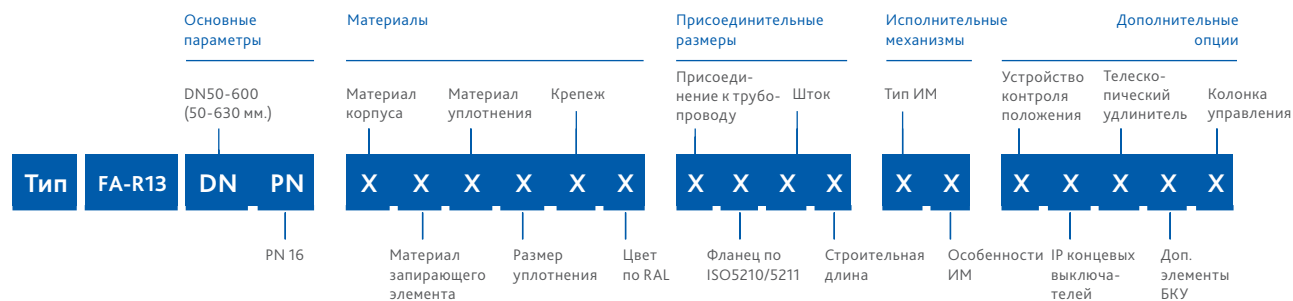 Основные
параметры
Материалы
Присоединительные
размеры
Исполнительные
механизмы
Дополнительные
опции
DN50-600
(50-630 мм.)
Материал
корпуса
Материал
уплотнения
Крепеж
Присоеди-
нение к трубо-
проводу
Шток
Тип ИМ
Устройство
контроля
положения
Телеско-
пический
удлинитель
Колонка
управления
Тип FA-R13 DN PN X X X X X X X X X X X X X X X X X
PN 16
Материал
запирающего
элемента
Размер
уплотнения
Цвет
по RAL
Фланец по
ISO5210/5211
Строительная
длина
Особенности
ИМ
IP концевых
выключа-
телей
Доп.
элементы
БКУ